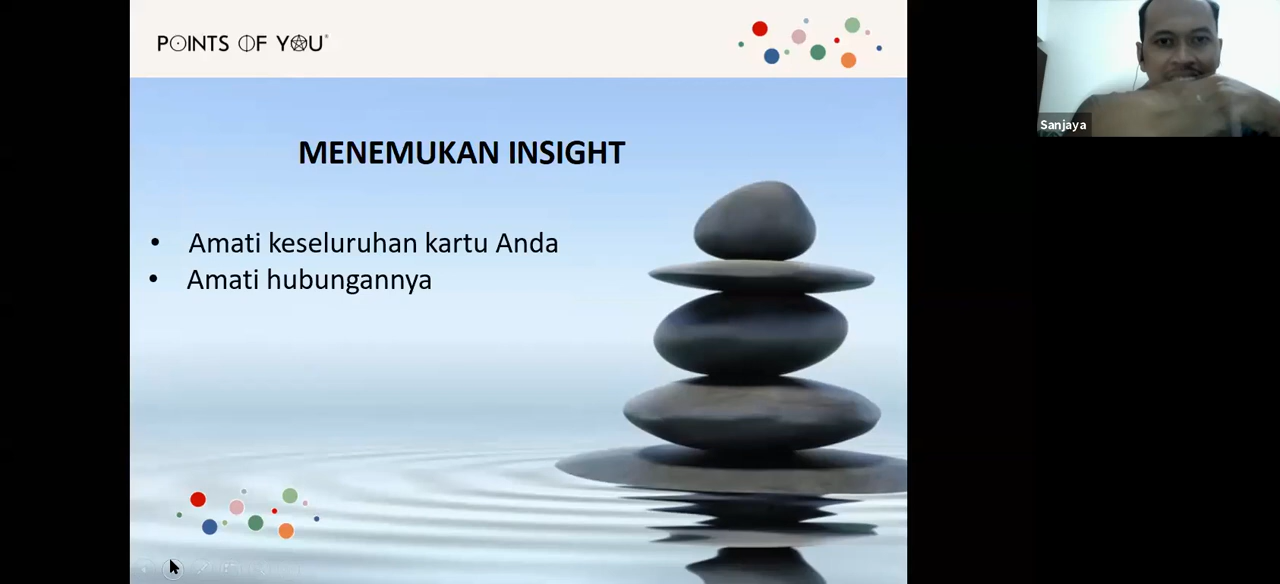 POINTS OF YOU®
MENEMUKAN INSIGHT
• Amati keseluruhan kartu Anda
• Amati hubungannya
Sanjaya